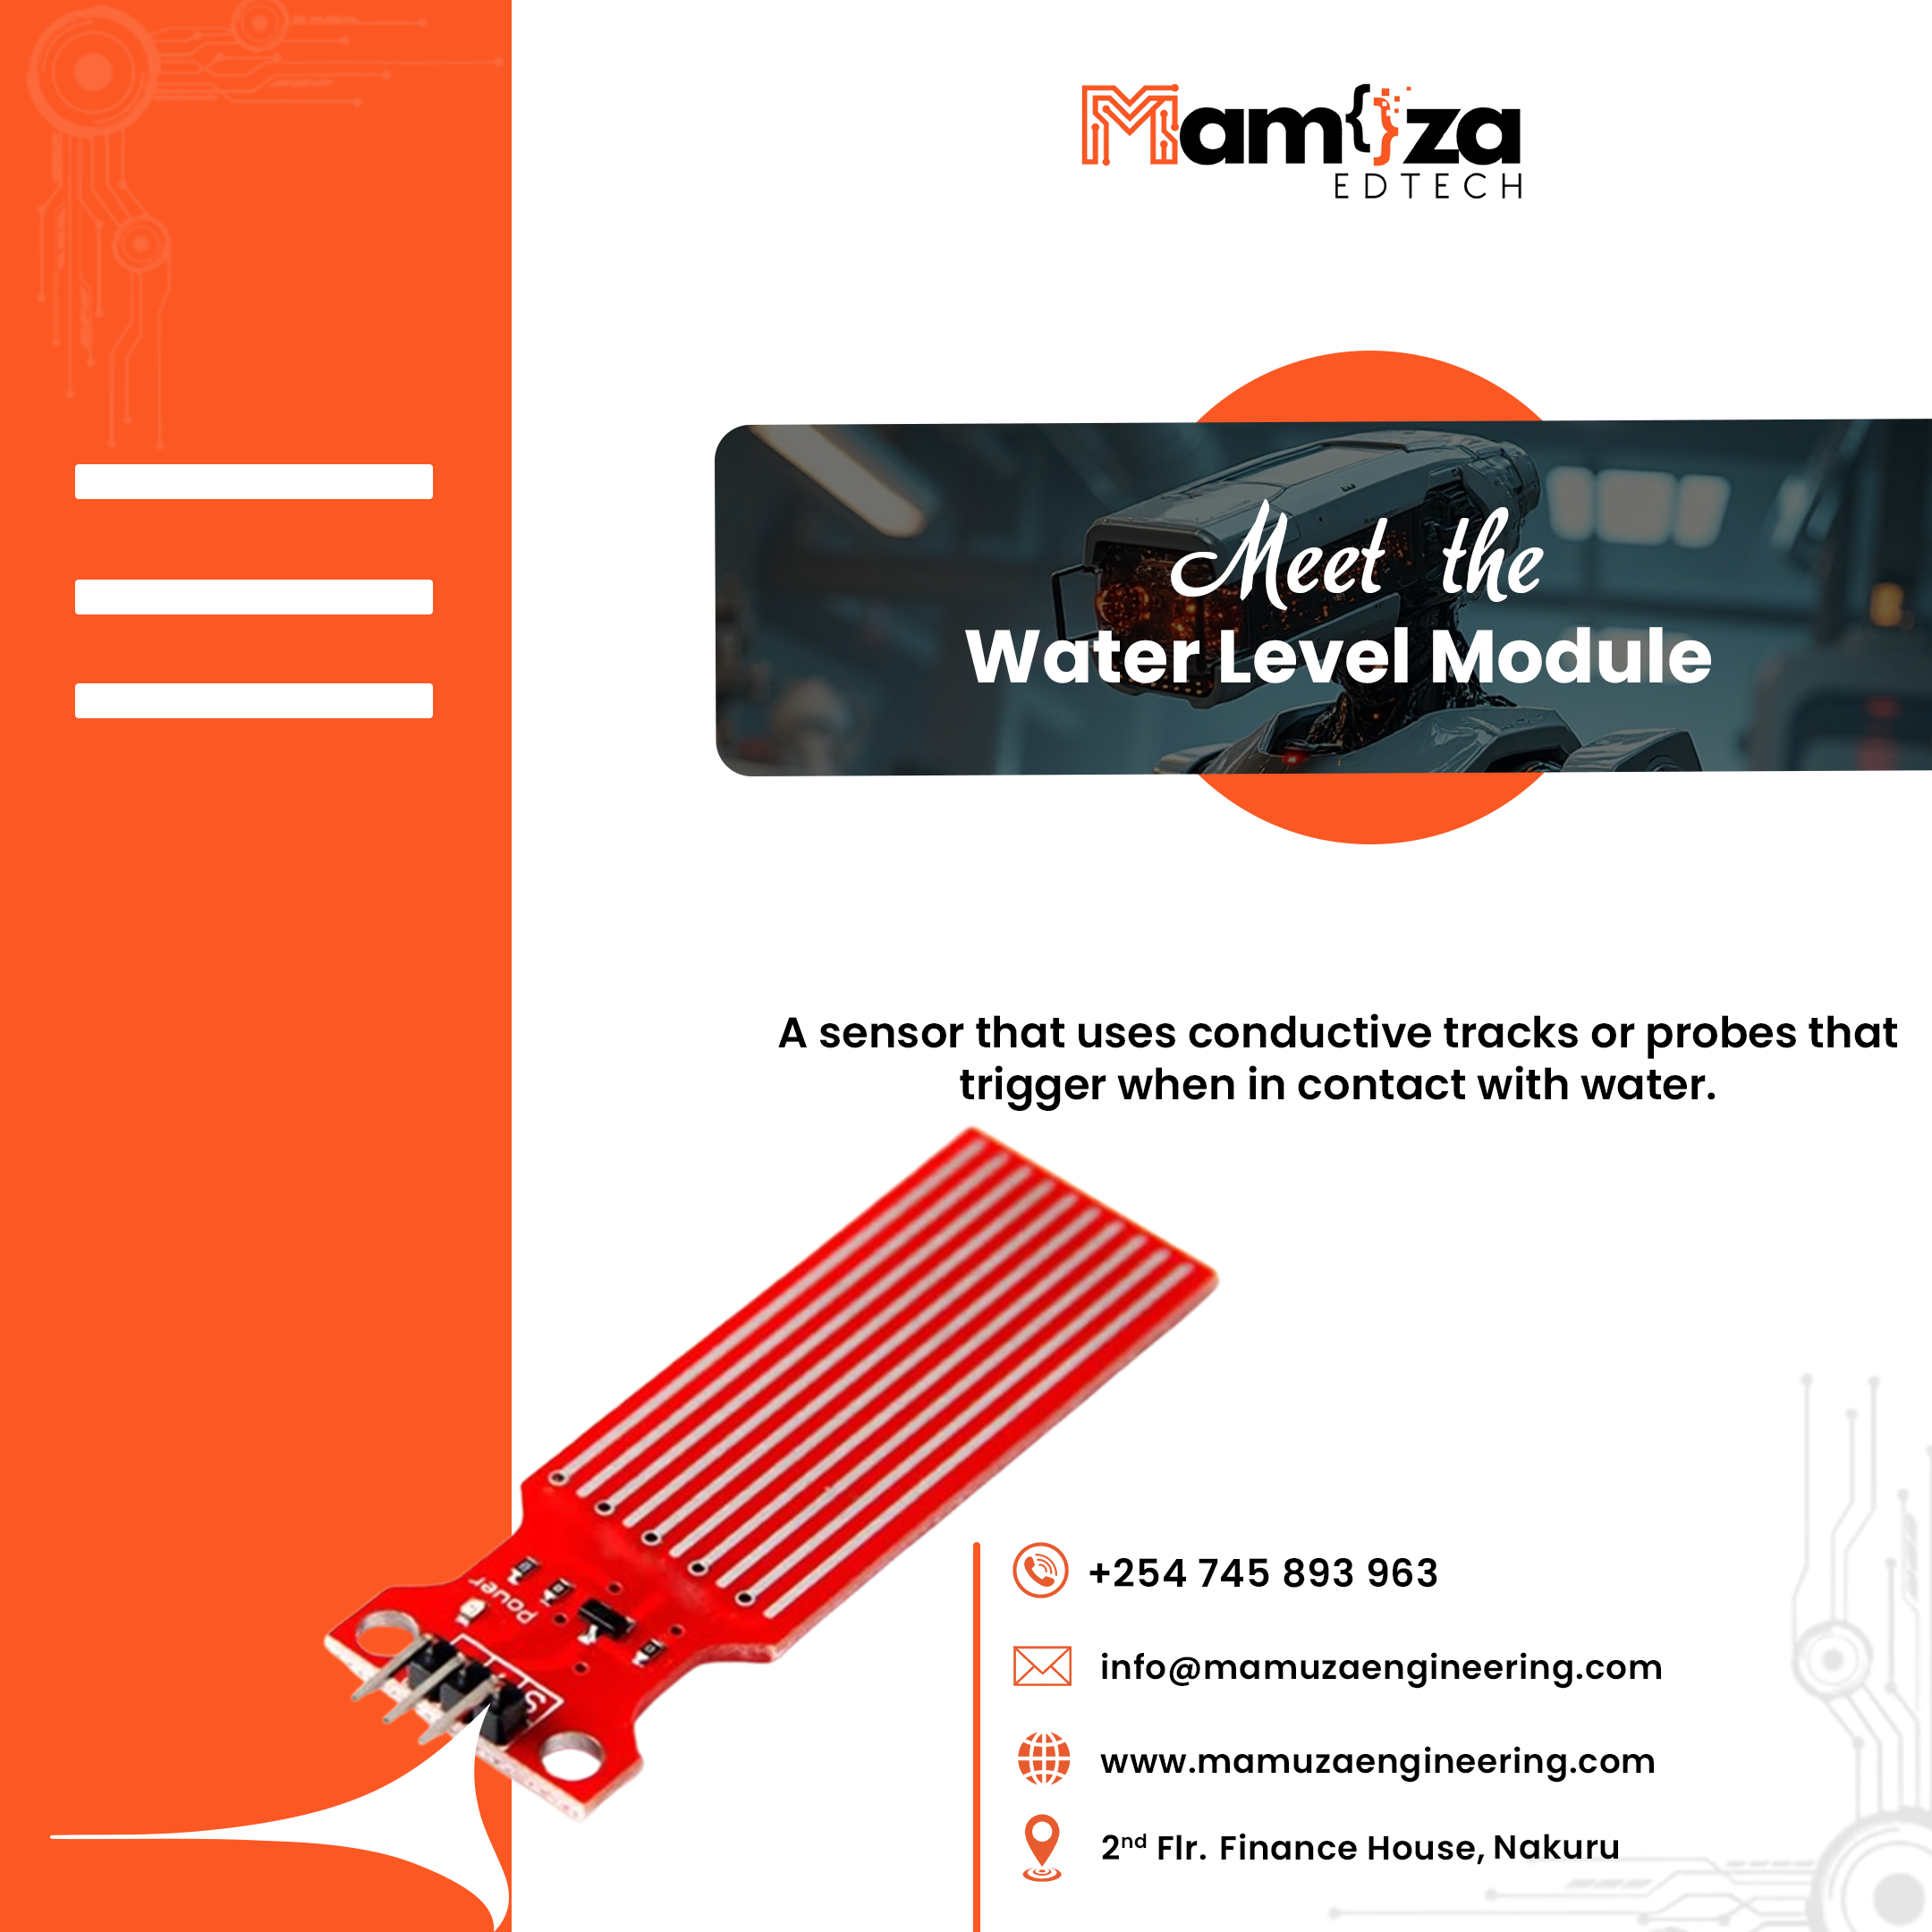 Mam{}za
EDTECH
Meet the
Water Level Module
A sensor that uses conductive tracks or probes that
trigger when in contact with water.
power
+254 745 893 963
info@mamuzaengineering.com
www.mamuzaengineering.com
2nd Flr. Finance House, Nakuru